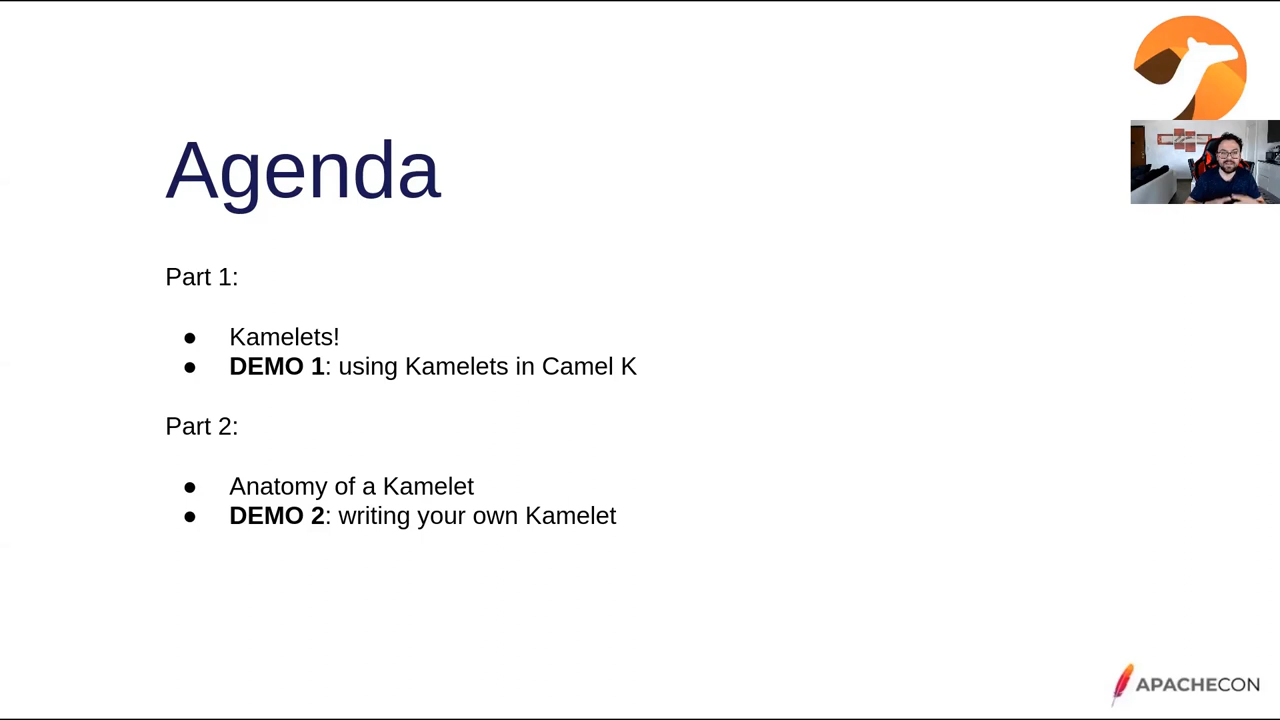 Agenda
Part 1:
● Kamelets!
● DEMO 1: using Kamelets in Camel K
Part 2:
● Anatomy of a Kamelet
● DEMO 2: writing your own Kamelet
APACHECON